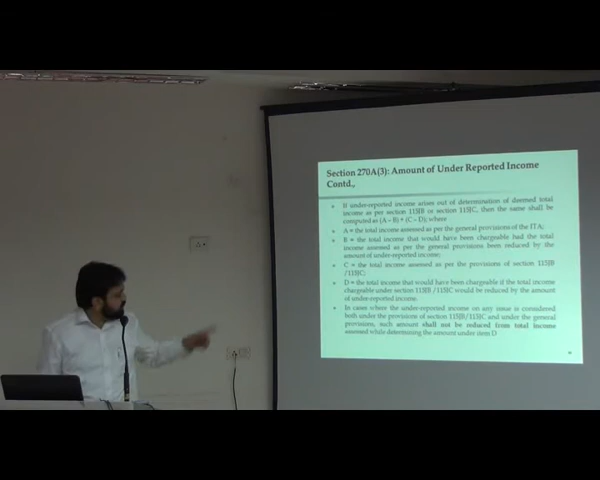 Section 270A(3): Amount of Under Reported Income
Contd.,
If under-reported income arises out of determination of deemed total
income as per section 115JB or section 115JC, then the same shall be
computed as (A – B) + (C – D); where
A = the total income assessed as per the general provisions of the ITA;
B = the total income that would have been chargeable had the total
income assessed as per the general provisions been reduced by the
amount of under-reported income;
C = the total income assessed as per the provisions of section 115JB
/115JC;
D = the total income that would have been chargeable if the total income
chargeable under section 115JB /115JC would be reduced by the amount
of under-reported income.
In cases where the under-reported income on any issue is considered
both under the provisions of section 115JB/115JC and under the general
provisions, such amount shall not be reduced from total income
assessed while determining the amount under item D